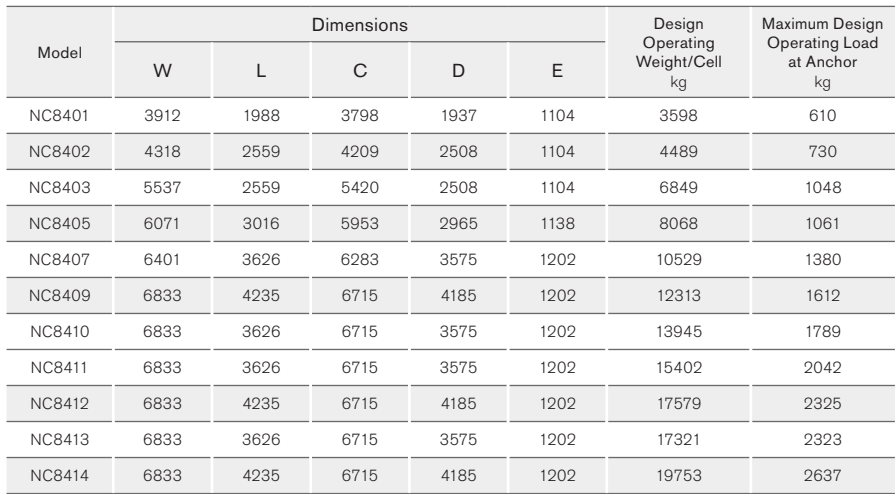 Model Dimensions Design Operating Weight/Cell kg Maximum Design Operating Load at Anchor kg
W L C D E
NC8401 3912 1988 3798 1937 1104 3598 610
NC8402 4318 2559 4209 2508 1104 4489 730
NC8403 5537 2559 5420 2508 1104 6849 1048
NC8405 6071 3016 5953 2965 1138 8068 1061
NC8407 6401 3626 6283 3575 1202 10529 1380
NC8409 6833 4235 6715 4185 1202 12313 1612
NC8410 6833 3626 6715 3575 1202 13945 1789
NC8411 6833 3626 6715 3575 1202 15402 2042
NC8412 6833 4235 6715 4185 1202 17579 2325
NC8413 6833 3626 6715 3575 1202 17321 2323
NC8414 6833 4235 6715 4185 1202 19753 2637